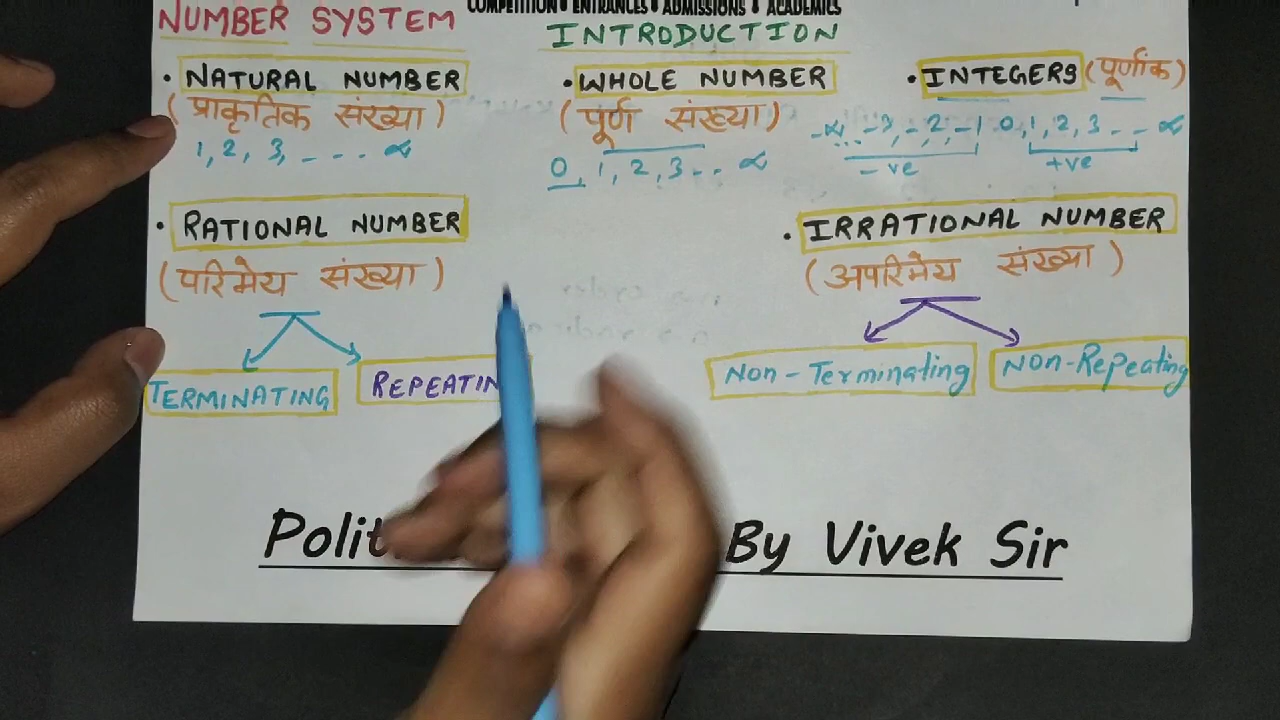 COMPETITION • ENTRANCES • ADMISSIONS • ACADEMICS
NUMBER SYSTEM
INTRODUCTION
• NATURAL NUMBER
(प्राकृतिक संख्या)
1, 2, 3, - - - - ∝
• WHOLE NUMBER
(पूर्ण संख्या)
0, 1, 2, 3 - - ∝
• INTEGERS (पूर्णांक)
-∝... -3, -2, -1 0, 1, 2, 3 - - - ∝
-ve +ve
• RATIONAL NUMBER
(परिमेय संख्या)
TERMINATING
• IRRATIONAL NUMBER
(अपरिमेय संख्या)
Non-Terminating
Non-Repeating
By Vivek Sir